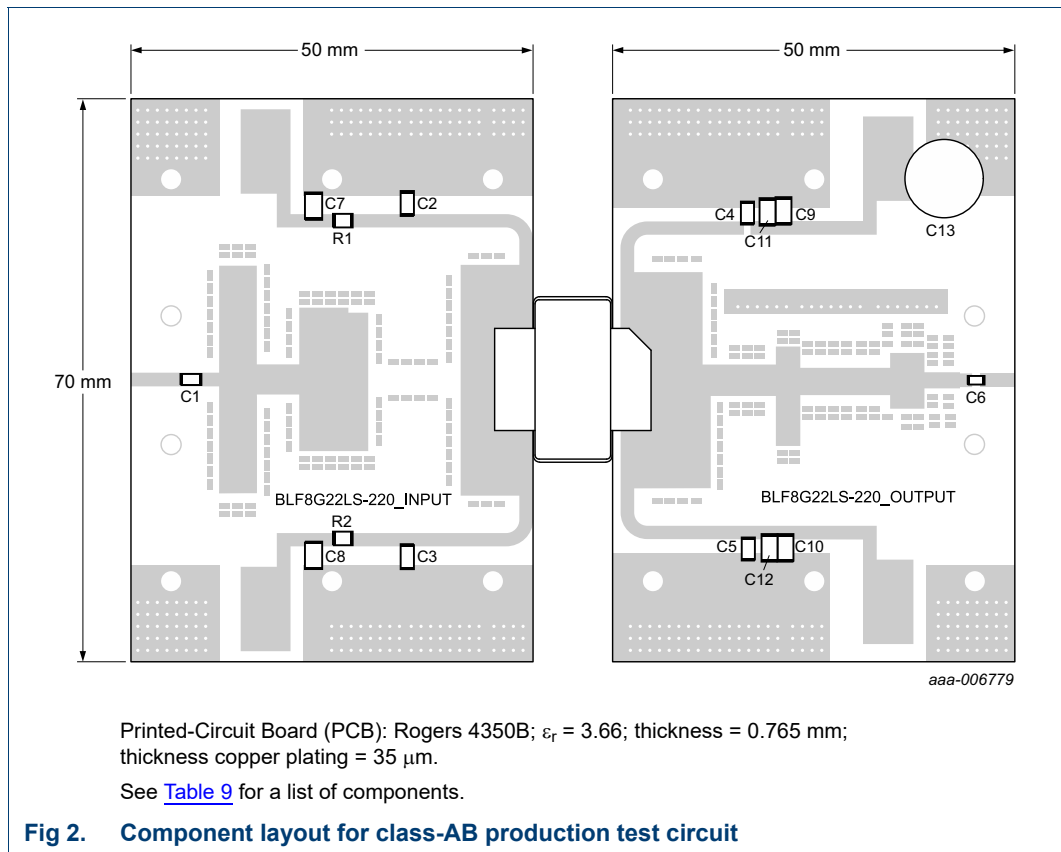 50 mm
50 mm
70 mm
C7
C2
R1
C4
C9
C11
C13
C1
C6
BLF8G22LS-220_INPUT
BLF8G22LS-220_OUTPUT
R2
C8
C3
C5
C10
C12
aaa-006779
Printed-Circuit Board (PCB): Rogers 4350B; εr = 3.66; thickness = 0.765 mm;
thickness copper plating = 35 μm.
See Table 9 for a list of components.
Fig 2. Component layout for class-AB production test circuit